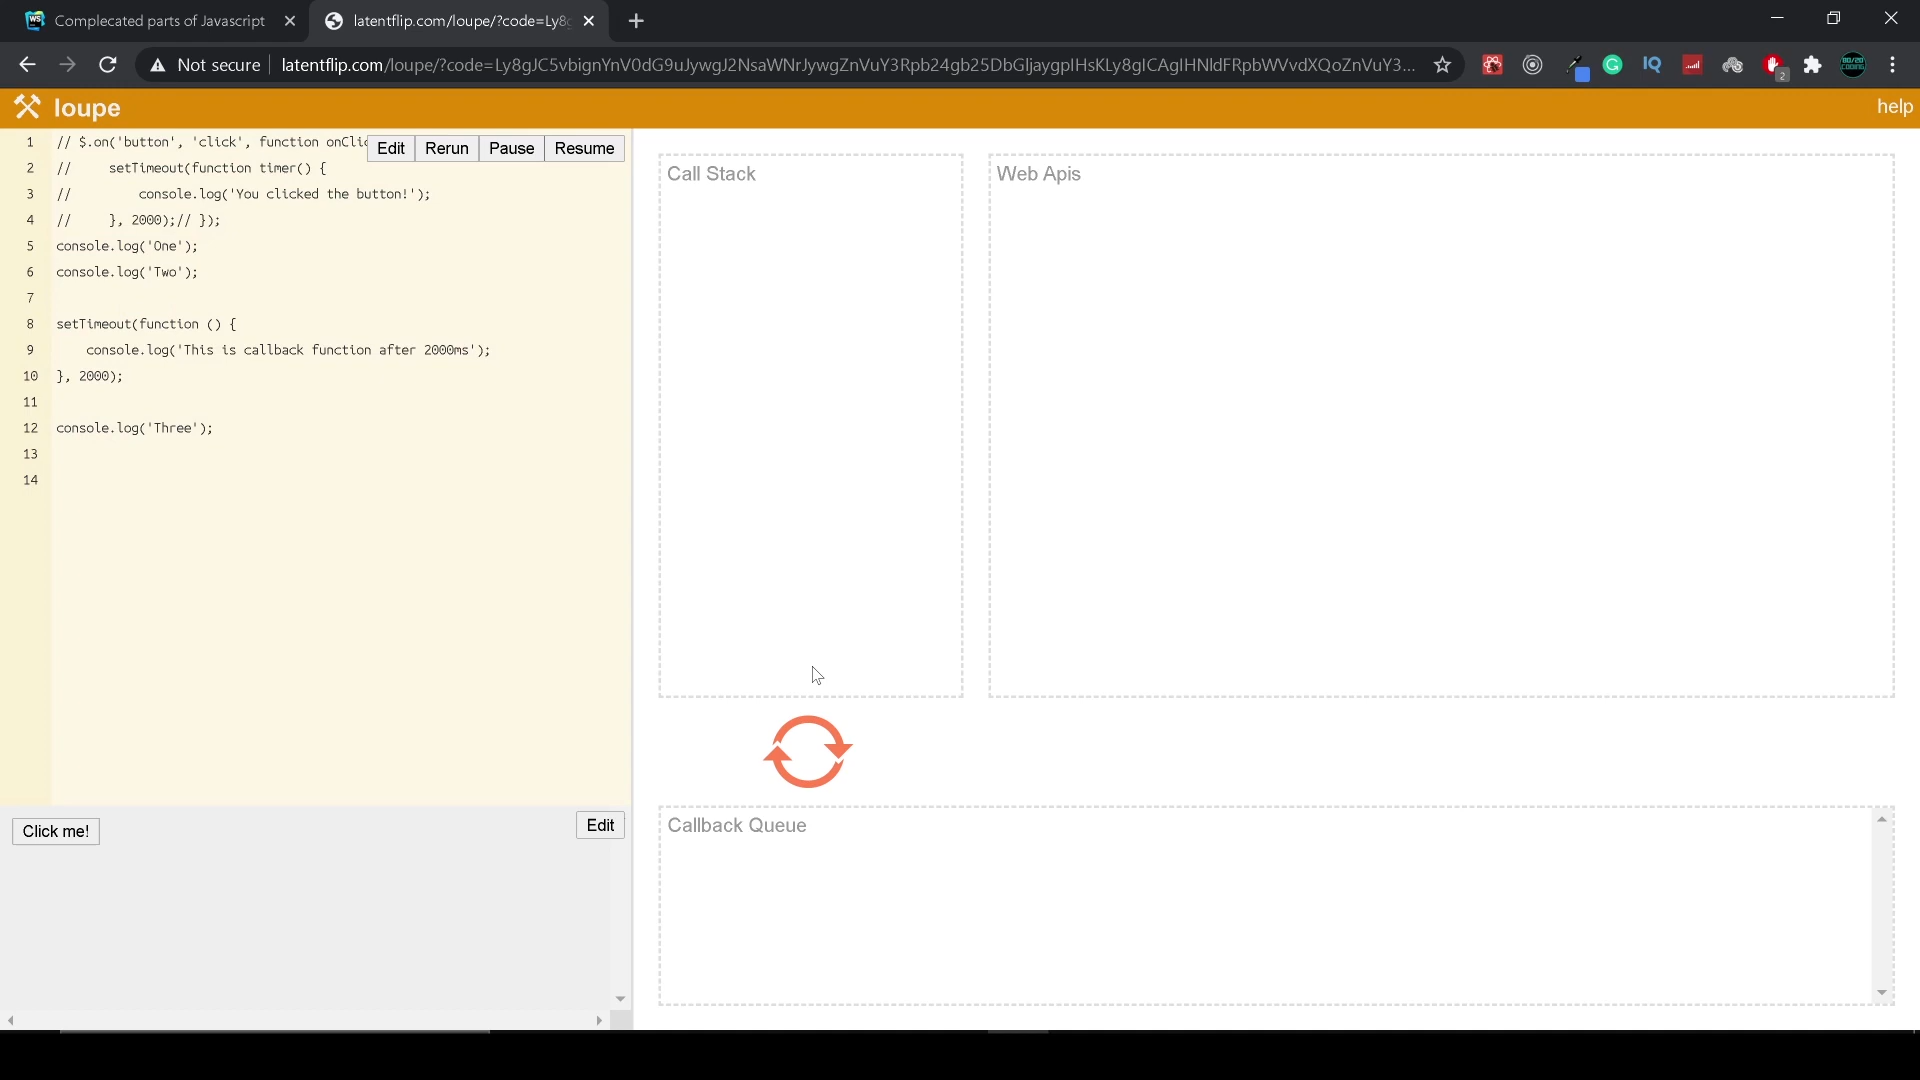 Complecated parts of Javascript
latentflip.com/loupe/?code=Ly8g
Not secure
latentflip.com/loupe/?code=Ly8gJC5vbignYnV0dG9uJywgJ2NsaWNrJywgZnVuY3Rpb24gb25DbGljaygpIHsKLy8gICAgIHNldFRpbWVvdXQoZnVuY3...
2
loupe
help
1 // $.on('button', 'click', function onClic
Edit Rerun Pause Resume
2 //     setTimeout(function timer() {
3 //         console.log('You clicked the button!');
4 //     }, 2000);// });
5 console.log('One');
6 console.log('Two');
7
8 setTimeout(function () {
9     console.log('This is callback function after 2000ms');
10 }, 2000);
11
12 console.log('Three');
13
14
Call Stack
Web Apis
Click me!
Edit
Callback Queue